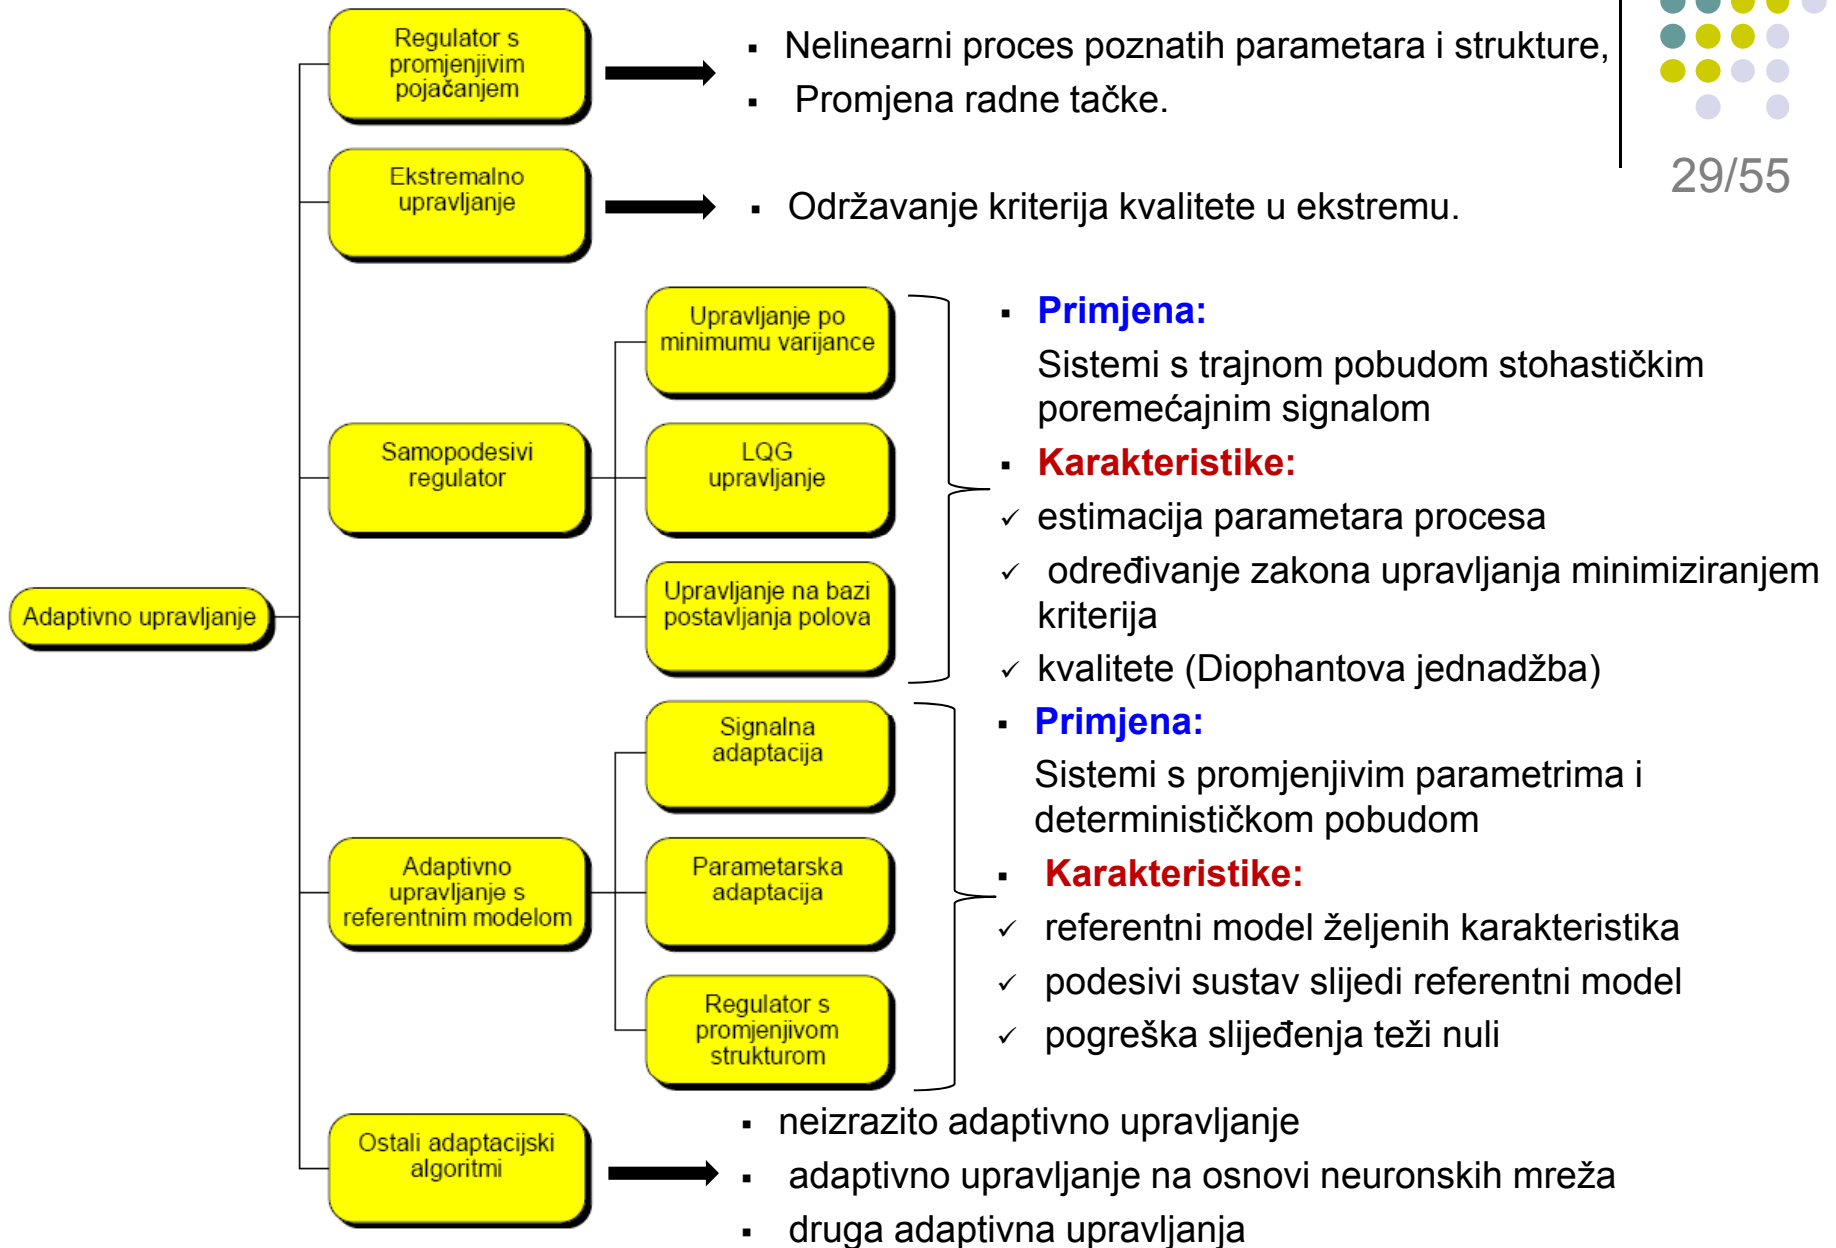 Regulator s
promjenjivim
pojačanjem
▪ Nelinearni proces poznatih parametara i strukture,
▪ Promjena radne tačke.
29/55
Ekstremalno
upravljanje
▪ Održavanje kriterija kvalitete u ekstremu.
Adaptivno upravljanje
Samopodesivi
regulator
Upravljanje po
minimumu varijance
LQG
upravljanje
Upravljanje na bazi
postavljanja polova
▪ Primjena:
Sistemi s trajnom pobudom stohastičkim
poremećajnim signalom
▪ Karakteristike:
✓ estimacija parametara procesa
✓ određivanje zakona upravljanja minimiziranjem
kriterija
✓ kvalitete (Diophantova jednadžba)
Adaptivno
upravljanje s
referentnim modelom
Signalna
adaptacija
Parametarska
adaptacija
Regulator s
promjenjivom
strukturom
▪ Primjena:
Sistemi s promjenjivim parametrima i
determinističkom pobudom
▪ Karakteristike:
✓ referentni model željenih karakteristika
✓ podesivi sustav slijedi referentni model
✓ pogreška slijeđenja teži nuli
Ostali adaptacijski
algoritmi
▪ neizrazito adaptivno upravljanje
▪ adaptivno upravljanje na osnovi neuronskih mreža
▪ druga adaptivna upravljanja